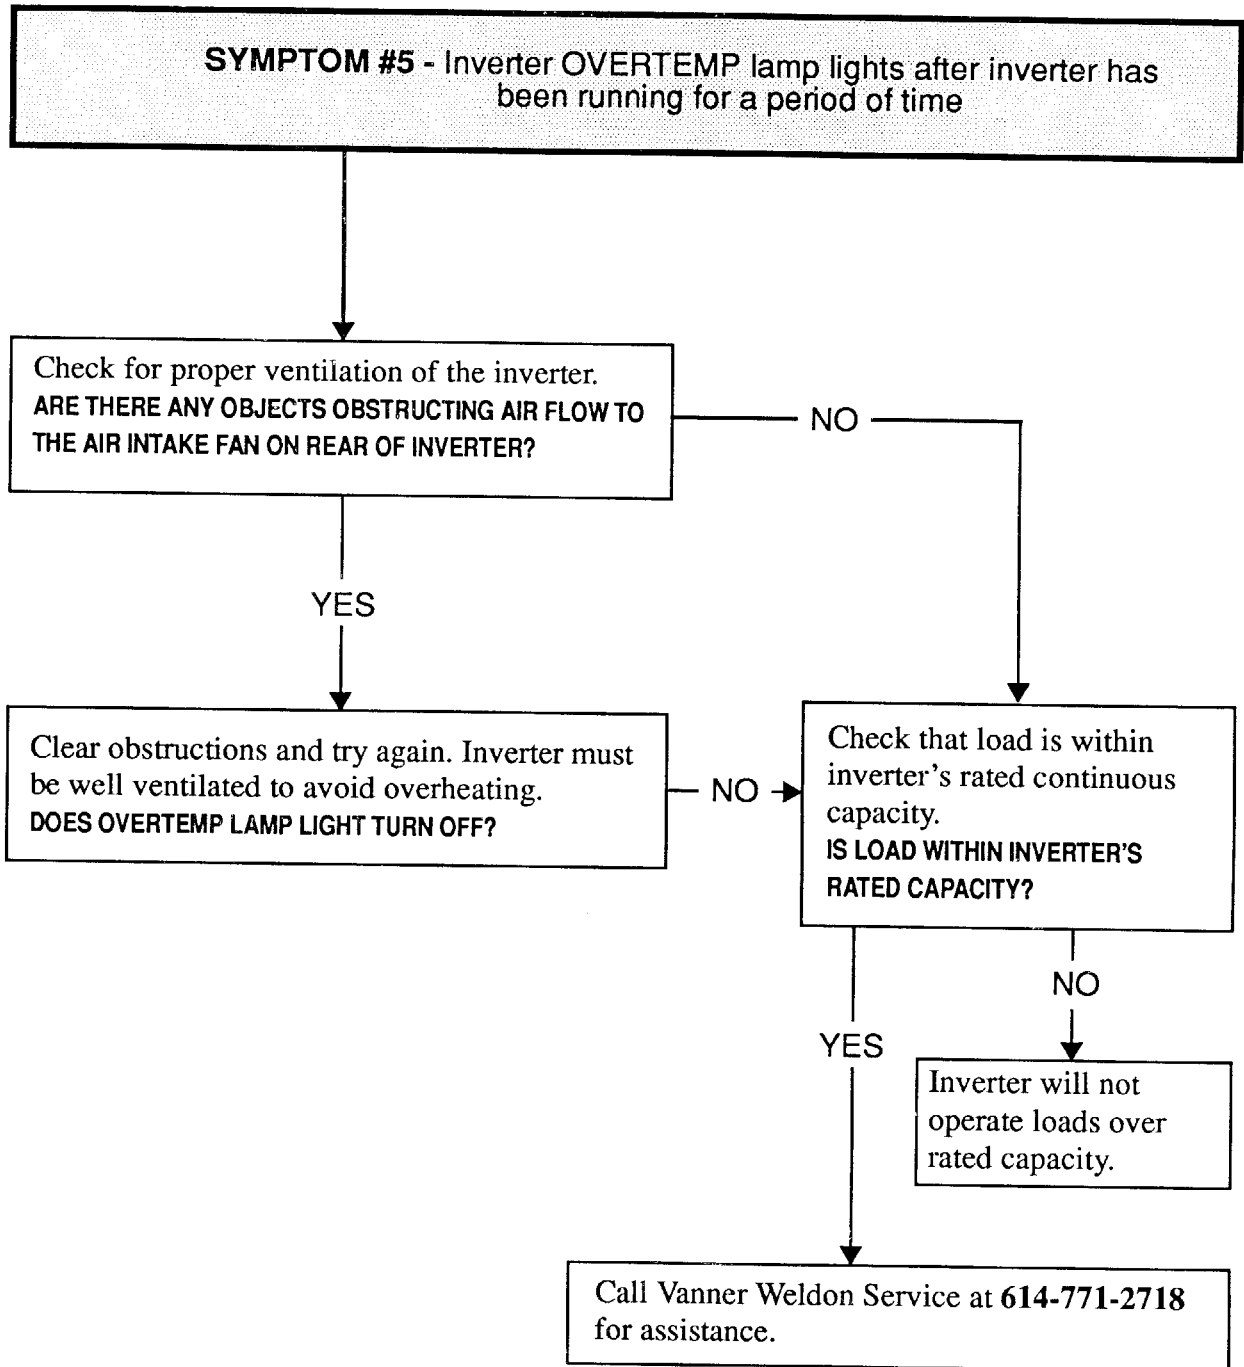 SYMPTOM #5 - Inverter OVERTEMP lamp lights after inverter has
been running for a period of time
Check for proper ventilation of the inverter.
ARE THERE ANY OBJECTS OBSTRUCTING AIR FLOW TO
THE AIR INTAKE FAN ON REAR OF INVERTER?
NO
YES
Clear obstructions and try again. Inverter must
be well ventilated to avoid overheating.
DOES OVERTEMP LAMP LIGHT TURN OFF?
NO
Check that load is within
inverter's rated continuous
capacity.
IS LOAD WITHIN INVERTER'S
RATED CAPACITY?
NO
YES
Inverter will not
operate loads over
rated capacity.
Call Vanner Weldon Service at 614-771-2718
for assistance.